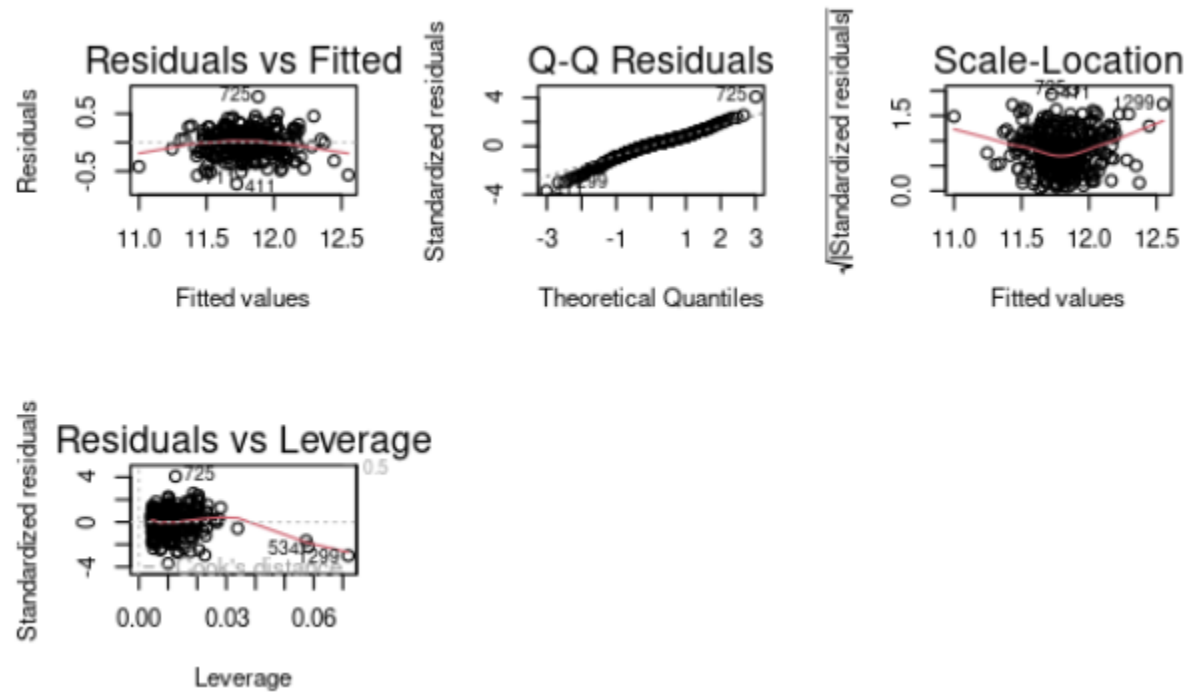 Residuals vs Fitted
Residuals
725
411
0.5
-0.5
11.0 11.5 12.0 12.5
Fitted values
Q-Q Residuals
Standardized residuals
725
4
0
-4
-3 -1 1 2 3
Theoretical Quantiles
Scale-Location
√|Standardized residuals|
1299
1.5
0.0
11.0 11.5 12.0 12.5
Fitted values
Residuals vs Leverage
Standardized residuals
725
0.5
534
1299
Cook's distance
4
0
-4
0.00 0.03 0.06
Leverage